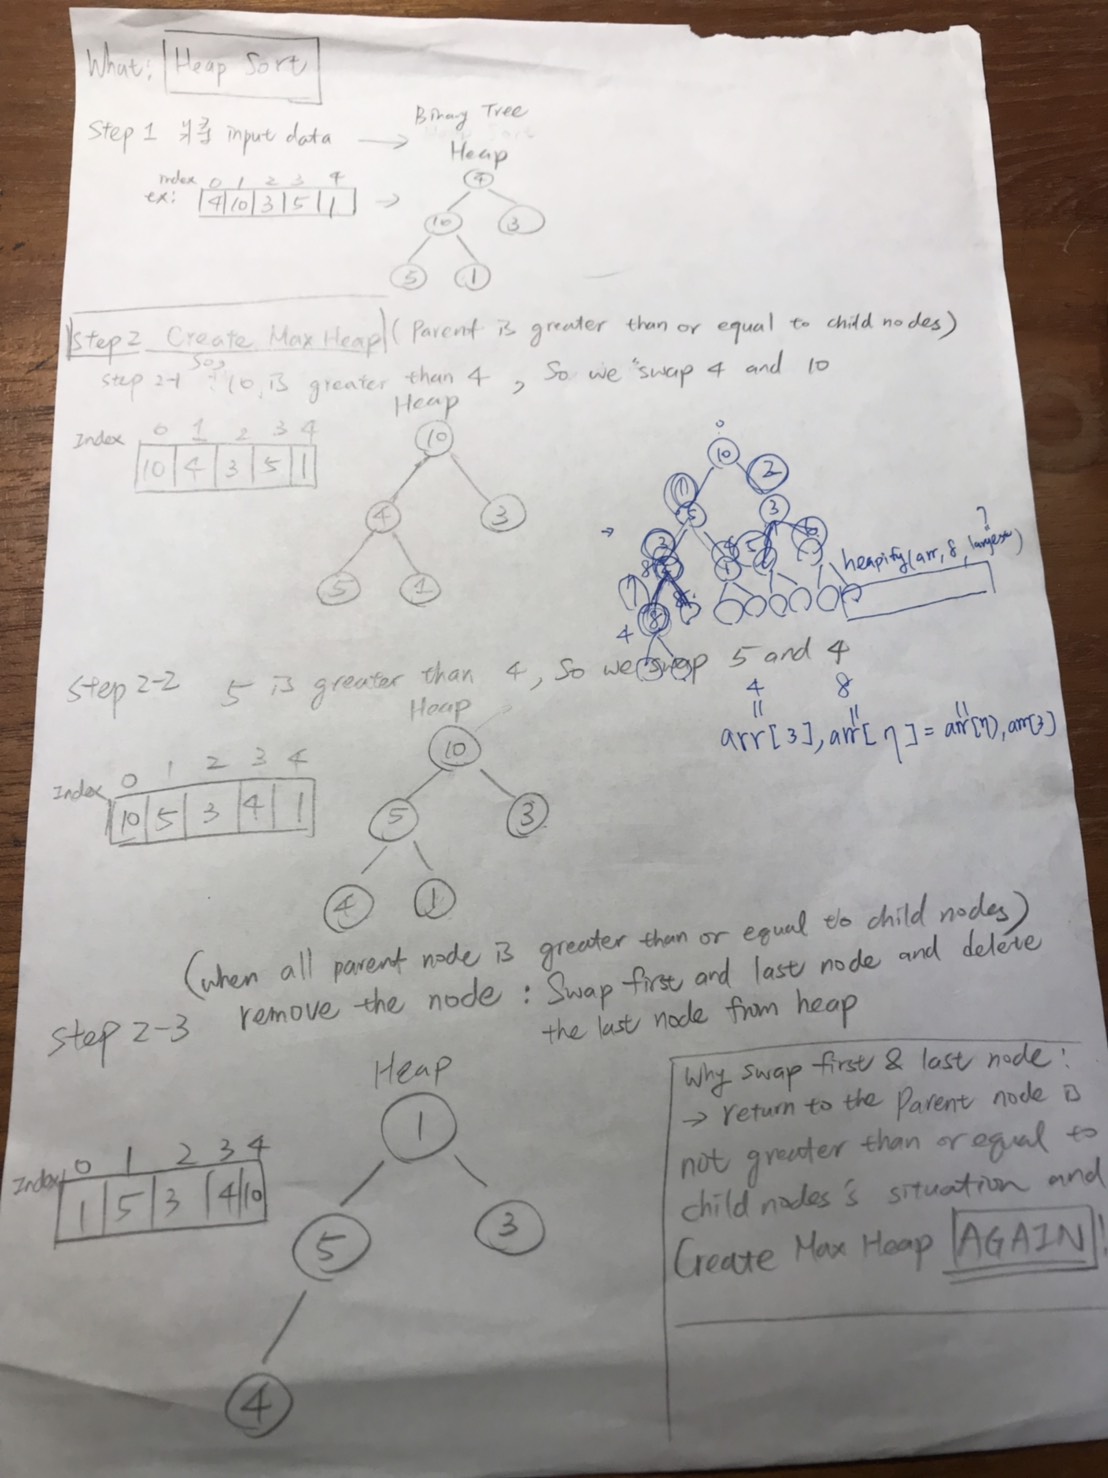 What: Heap Sort
Step 1 將 input data → Binary Tree
Heap
index 0 1 2 3 4
ex: 4 10 3 5 1 →
4
10 3
5 1
Step 2 Create Max Heap (Parent is greater than or equal to child nodes)
So,
Step 2-1 : 10 is greater than 4, So we swap 4 and 10
Heap
Index 0 1 2 3 4
10 4 3 5 1
10
4 3
5 1
0
10
2
3
heapify(arr, 8, largest)
7
4
Step 2-2 5 is greater than 4, So we swap 5 and 4
4 8
arr[3], arr[7] = arr[7], arr[3]
Heap
Index 0 1 2 3 4
10 5 3 4 1
10
5 3
4 1
(when all parent node is greater than or equal to child nodes)
Step 2-3 remove the node : Swap first and last node and delete
the last node from heap
Heap
Index 0 1 2 3 4
1 5 3 4 10
1
5 3
4
Why swap first & last node:
→ return to the Parent node is
not greater than or equal to
child nodes's situation and
Create Max Heap AGAIN!